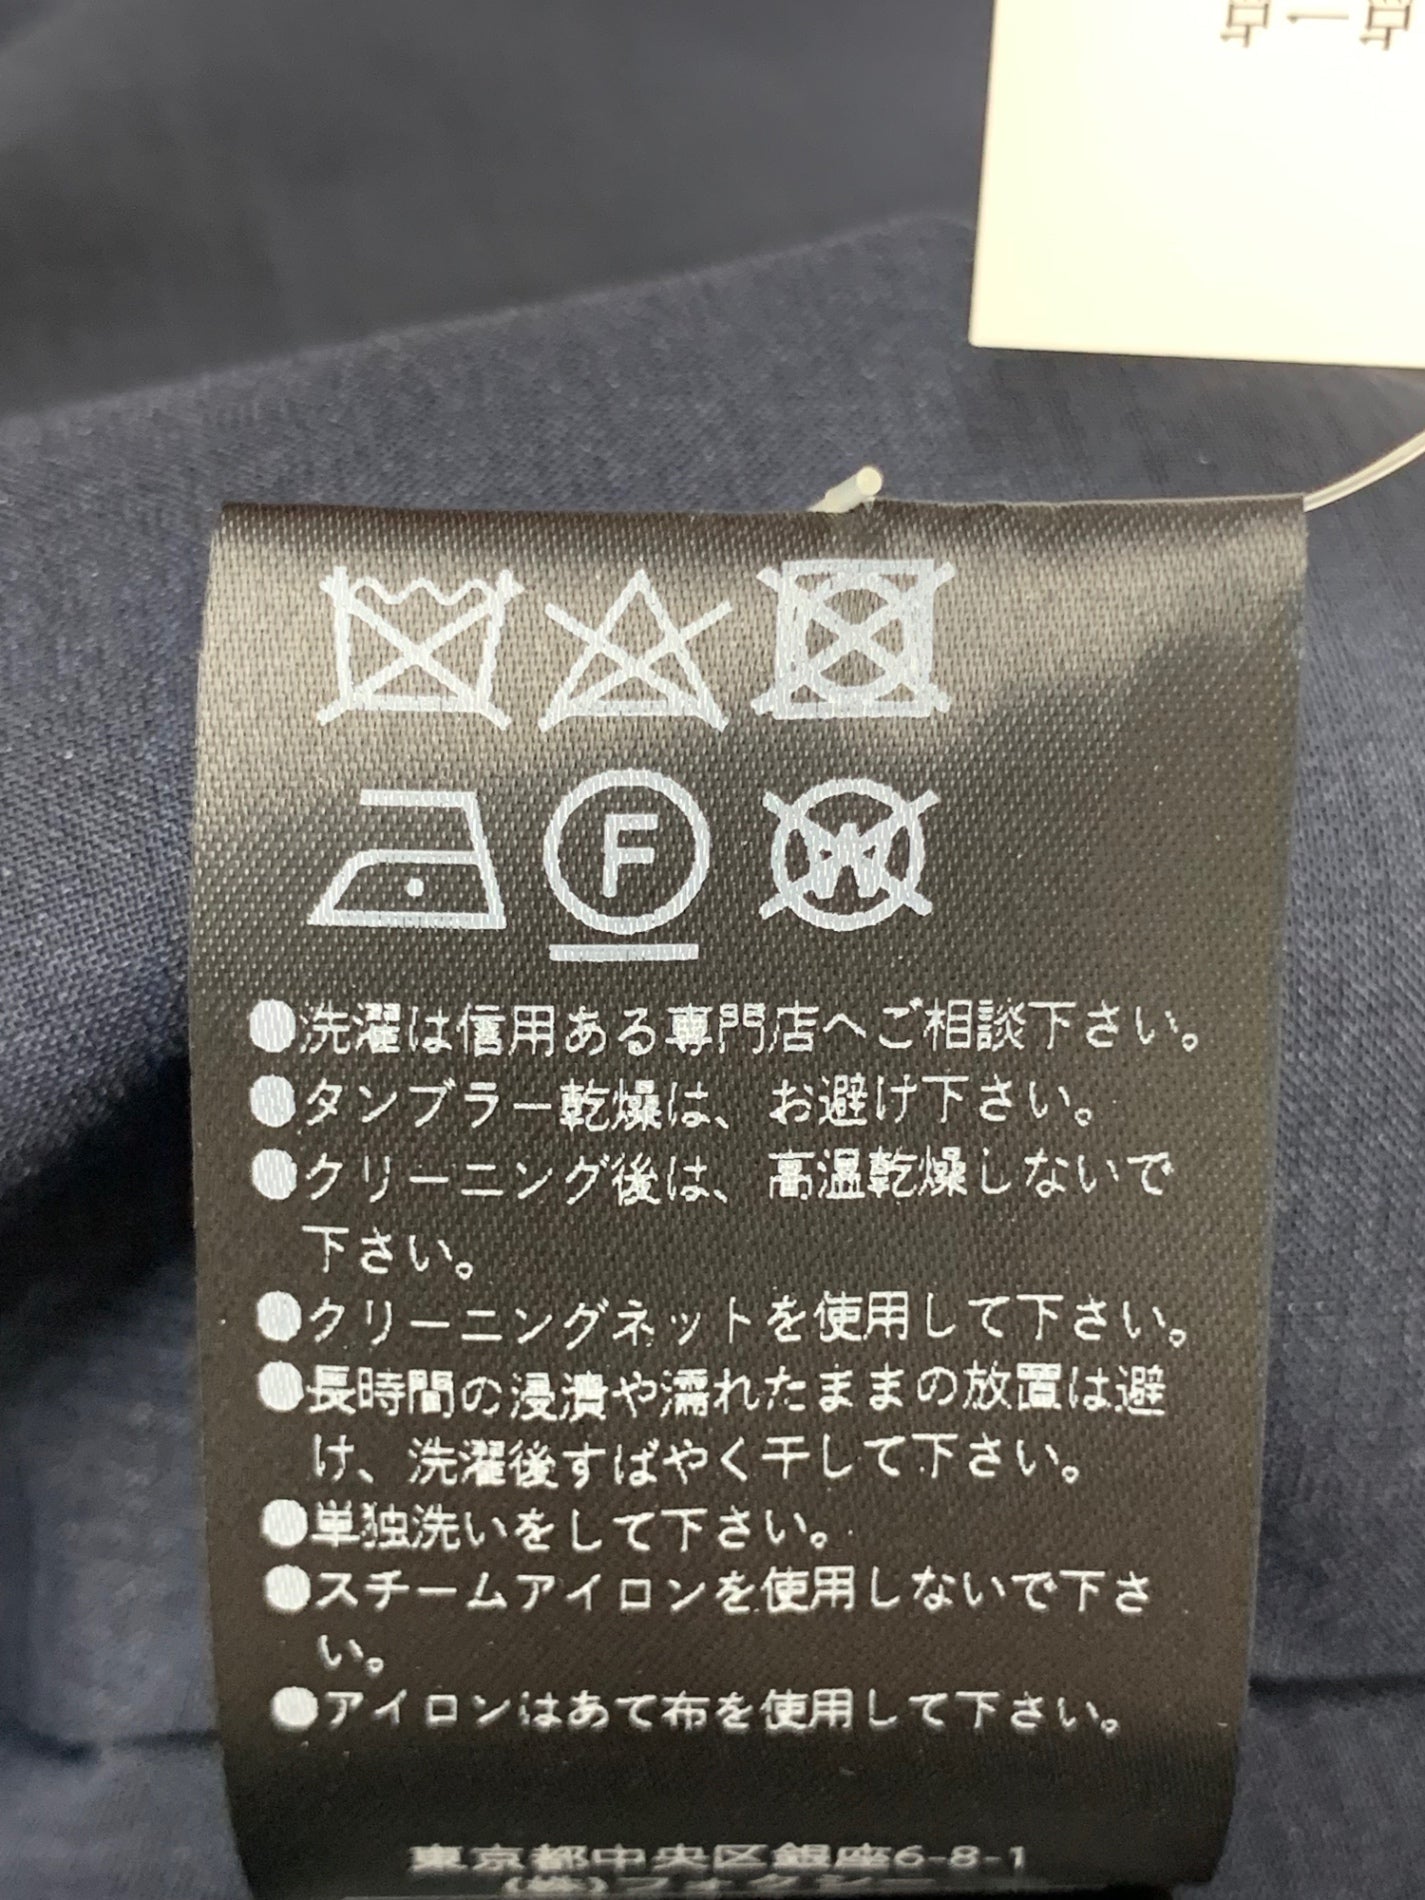 F
W
●洗濯は信用ある専門店へご相談下さい。
●タンブラー乾燥は、お避け下さい。
●クリーニング後は、高温乾燥しないで
下さい。
●クリーニングネットを使用して下さい。
●長時間の浸漬や濡れたままの放置は避
け、洗濯後すばやく干して下さい。
●単独洗いをして下さい。
●スチームアイロンを使用しないで下さ
い。
●アイロンはあて布を使用して下さい。
東京都中央区銀座6-8-1
(株)フォクシー